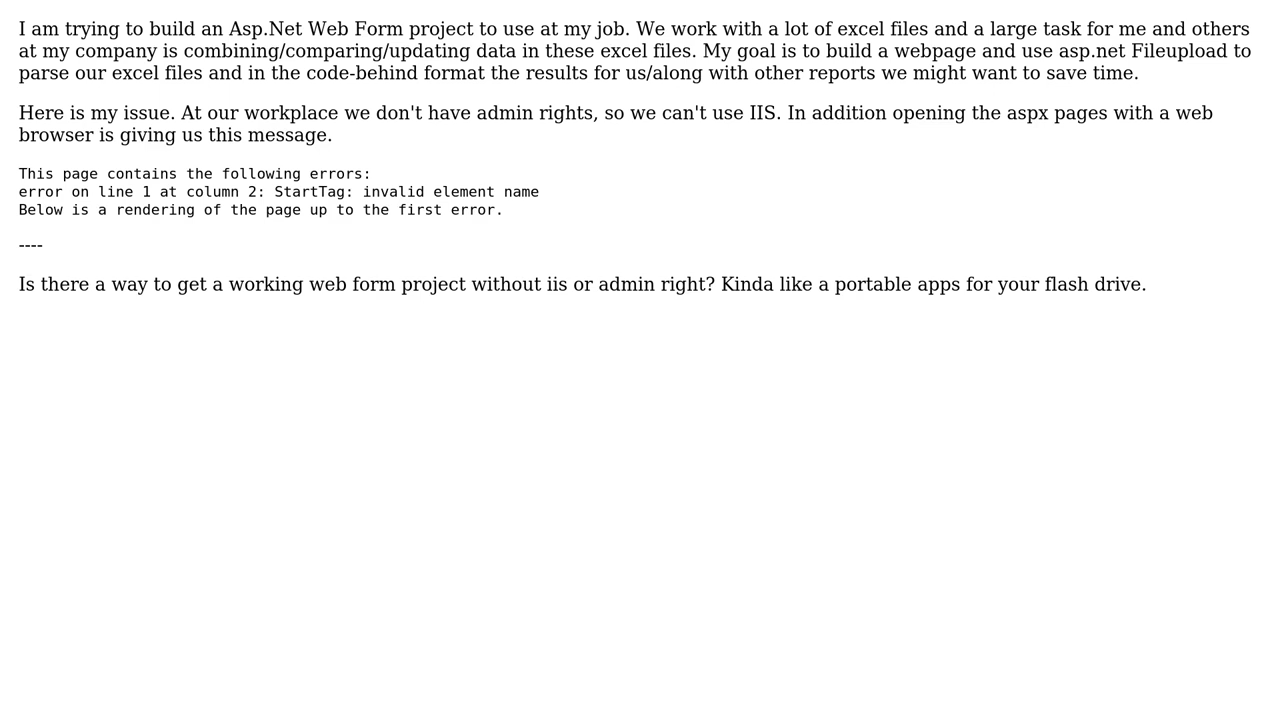 I am trying to build an Asp.Net Web Form project to use at my job. We work with a lot of excel files and a large task for me and others
at my company is combining/comparing/updating data in these excel files. My goal is to build a webpage and use asp.net Fileupload to
parse our excel files and in the code-behind format the results for us/along with other reports we might want to save time.
Here is my issue. At our workplace we don't have admin rights, so we can't use IIS. In addition opening the aspx pages with a web
browser is giving us this message.
This page contains the following errors:
error on line 1 at column 2: StartTag: invalid element name
Below is a rendering of the page up to the first error.
----
Is there a way to get a working web form project without iis or admin right? Kinda like a portable apps for your flash drive.